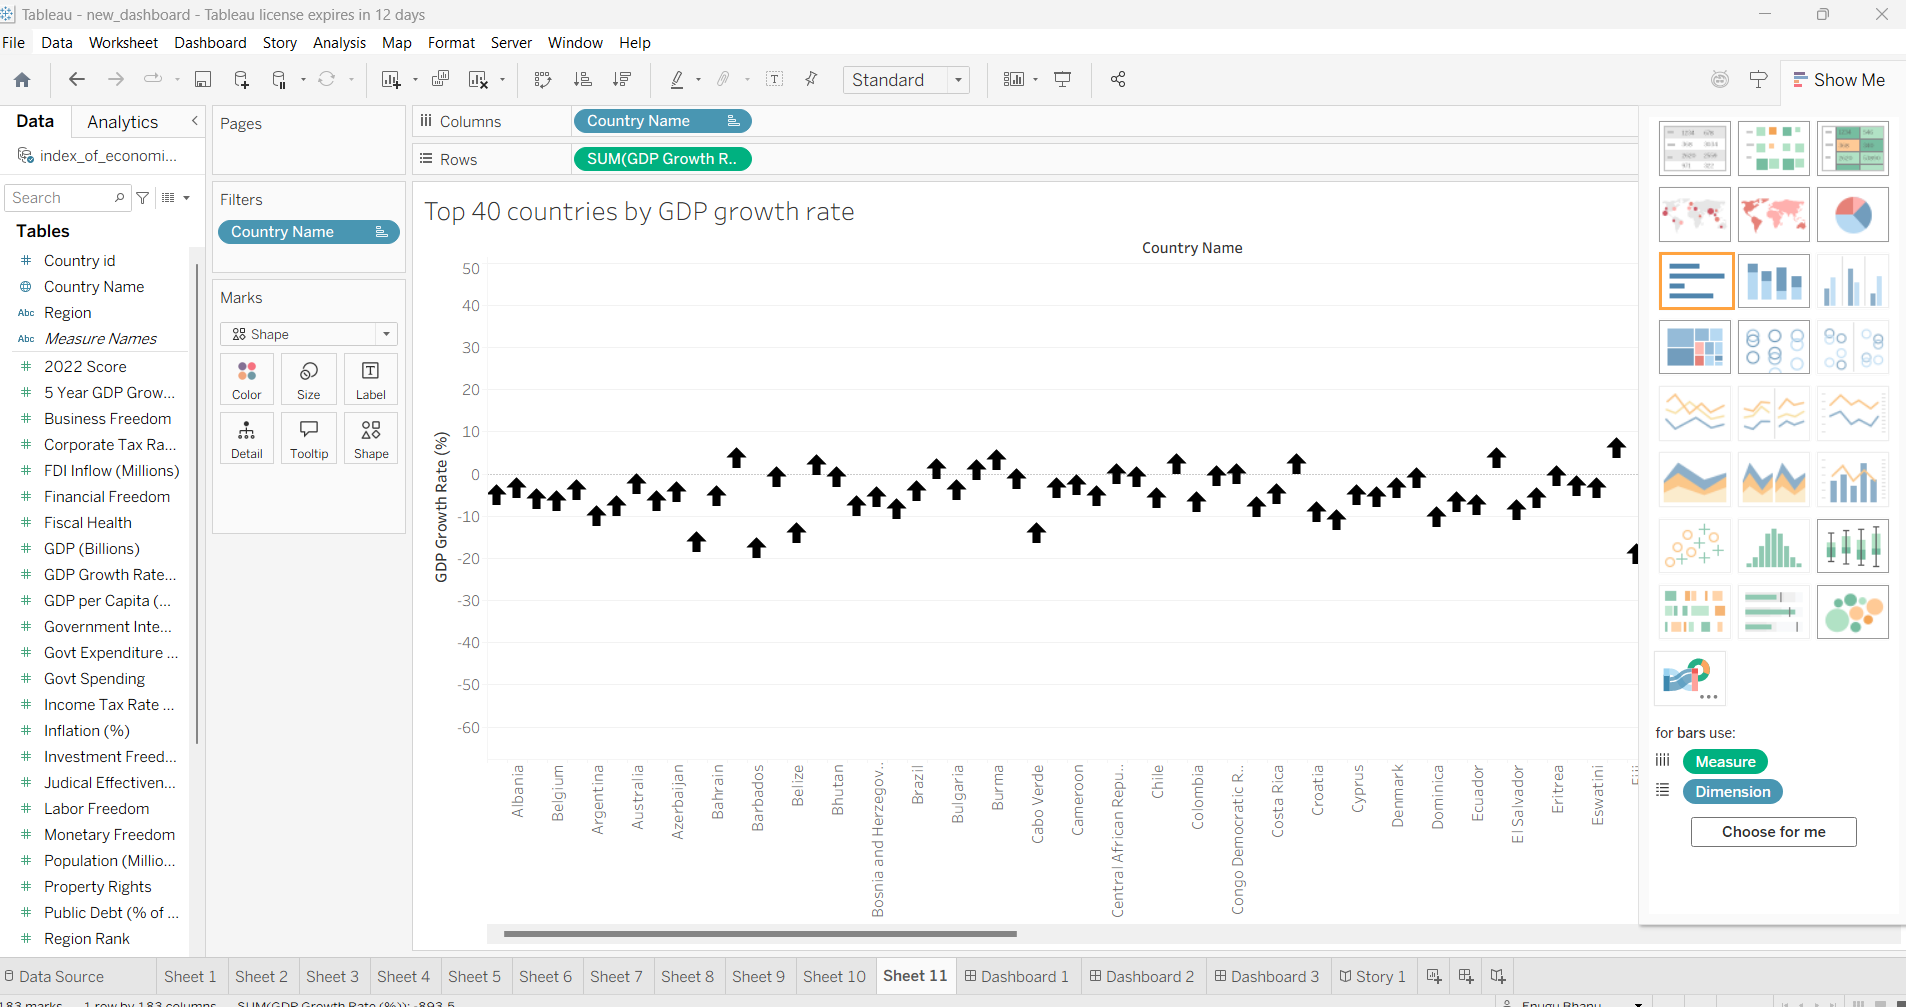 Tableau - new_dashboard - Tableau license expires in 12 days
File Data Worksheet Dashboard Story Analysis Map Format Server Window Help
Standard
Show Me
Data Analytics
index_of_economi...
Search
Tables
Country id
Country Name
Abc Region
Abc Measure Names
2022 Score
5 Year GDP Grow...
Business Freedom
Corporate Tax Ra...
FDI Inflow (Millions)
Financial Freedom
Fiscal Health
GDP (Billions)
GDP Growth Rate...
GDP per Capita (...
Government Inte...
Govt Expenditure ...
Govt Spending
Income Tax Rate ...
Inflation (%)
Investment Freed...
Judical Effectiven...
Labor Freedom
Monetary Freedom
Population (Millio...
Property Rights
Public Debt (% of ...
Region Rank
Pages
Filters
Country Name
Marks
Shape
Color Size Label
Detail Tooltip Shape
Columns Country Name
Rows SUM(GDP Growth R..
Top 40 countries by GDP growth rate
Country Name
GDP Growth Rate (%)
50
40
30
20
10
0
-10
-20
-30
-40
-50
-60
Albania
Belgium
Argentina
Australia
Azerbaijan
Bahrain
Barbados
Belize
Bhutan
Bosnia and Herzegov..
Brazil
Bulgaria
Burma
Cabo Verde
Cameroon
Central African Repu..
Chile
Colombia
Congo Democratic R..
Costa Rica
Croatia
Cyprus
Denmark
Dominica
Ecuador
El Salvador
Eritrea
Eswatini
for bars use:
Measure
Dimension
Choose for me
Data Source Sheet 1 Sheet 2 Sheet 3 Sheet 4 Sheet 5 Sheet 6 Sheet 7 Sheet 8 Sheet 9 Sheet 10 Sheet 11 Dashboard 1 Dashboard 2 Dashboard 3 Story 1
183 marks 1 row by 183 columns SUM(GDP Growth Rate (%)): -893.5 Enugu Bhanu